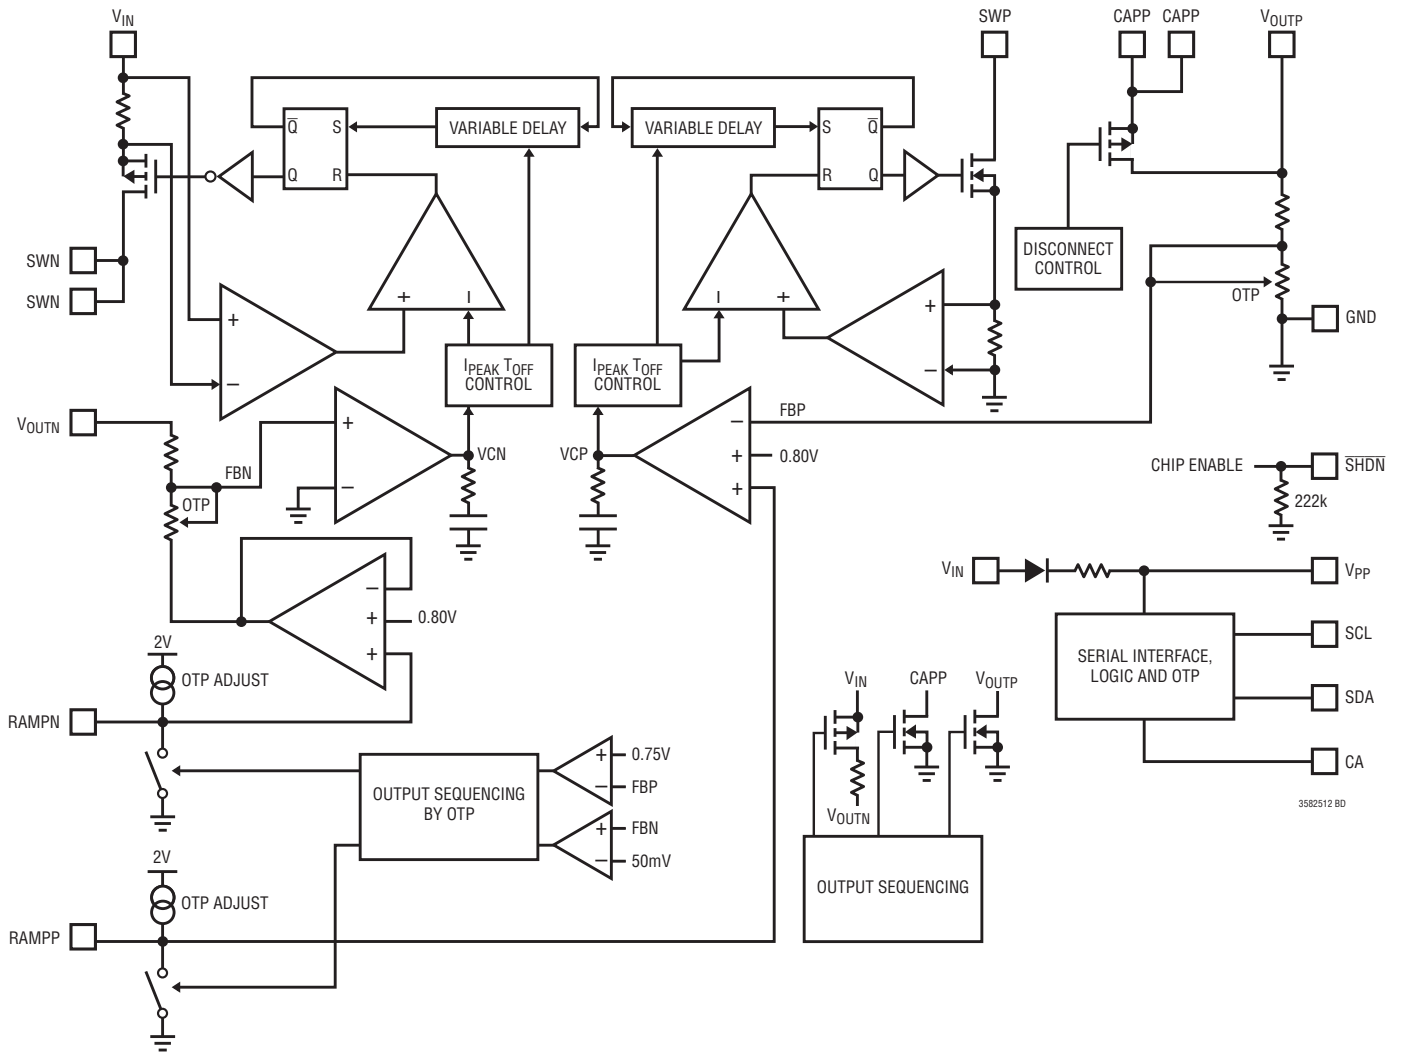 VIN
SWP
CAPP
CAPP
VOUTP
Q̅
S
VARIABLE DELAY
VARIABLE DELAY
S
Q̅
Q
R
R
Q
SWN
SWN
DISCONNECT
CONTROL
OTP
GND
+
−
+
−
−
+
+
−
IPEAK TOFF
CONTROL
IPEAK TOFF
CONTROL
VOUTN
FBN
OTP
+
−
VCN
VCP
−
+
+
FBP
0.80V
CHIP ENABLE
S̅H̅D̅N̅
222k
VIN
VPP
−
+
+
0.80V
2V
OTP ADJUST
RAMPN
SERIAL INTERFACE,
LOGIC AND OTP
SCL
SDA
CA
VIN
CAPP
VOUTP
VOUTN
OUTPUT SEQUENCING
BY OTP
+
−
0.75V
FBP
+
−
FBN
50mV
OUTPUT SEQUENCING
2V
OTP ADJUST
RAMPP
3582512 BD